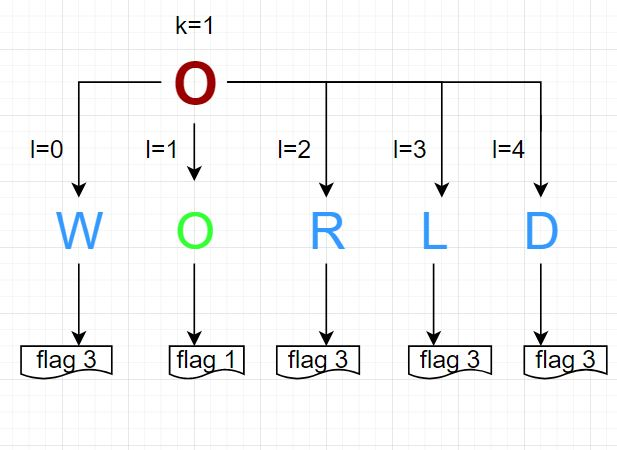 k=1
O
l=0 l=1 l=2 l=3 l=4
W O R L D
flag 3 flag 1 flag 3 flag 3 flag 3